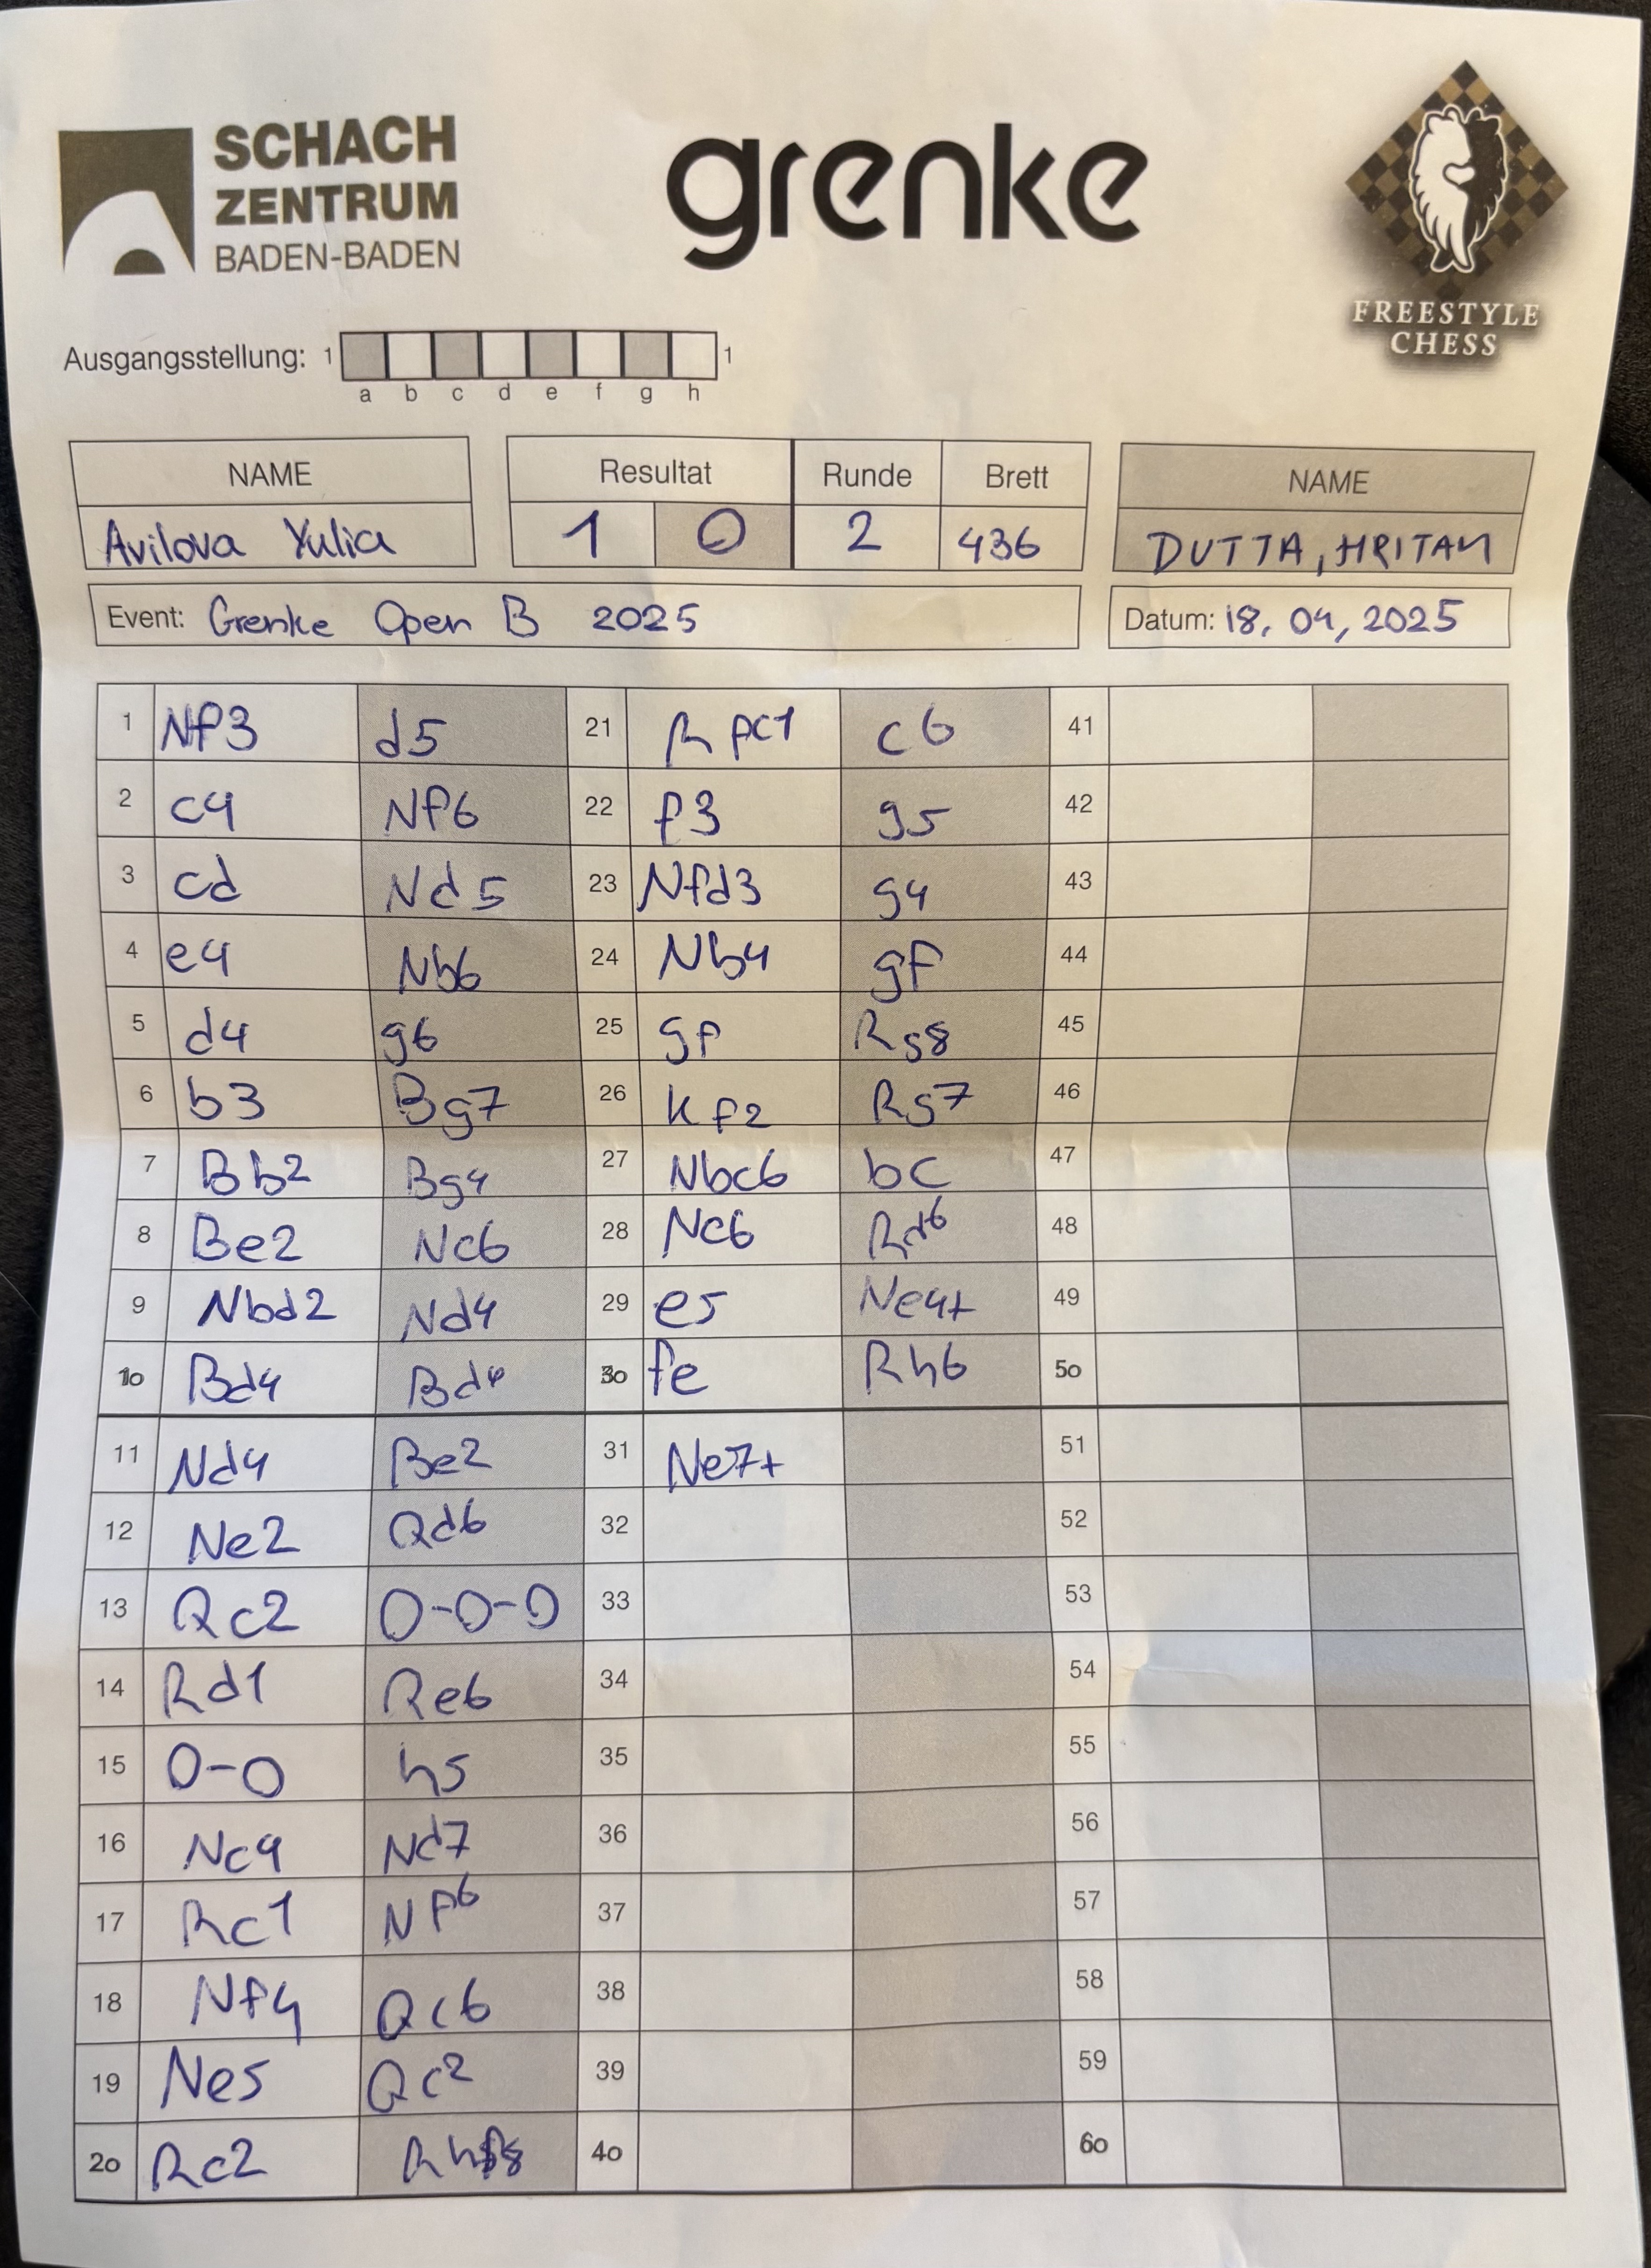 SCHACH
ZENTRUM
BADEN-BADEN
grenke
FREESTYLE
CHESS
Ausgangsstellung: 1 1
a b c d e f g h
NAME Resultat Runde Brett NAME
Avilova Yulia 1 0 2 436 DUTTA, HRITAM
Event: Grenke Open B 2025 Datum: 18, 04, 2025
1 Nf3 d5 21 Rfc1 c6 41
2 c4 Nf6 22 f3 g5 42
3 cd Nd5 23 Nfd3 g4 43
4 e4 Nb6 24 Nb4 gf 44
5 d4 g6 25 gf Rg8 45
6 b3 Bg7 26 Kf2 Rg7 46
7 Bb2 Bg4 27 Nbc6 bc 47
8 Be2 Nc6 28 Nc6 Rd6 48
9 Nbd2 Nd4 29 e5 Ne4+ 49
10 Bd4 Bd4 30 fe Rh6 50
11 Nd4 Be2 31 Ne7+ 51
12 Ne2 Qd6 32 52
13 Qc2 O-O-O 33 53
14 Rd1 Qe6 34 54
15 O-O h5 35 55
16 Nc4 Nd7 36 56
17 Rc1 Nf6 37 57
18 Nf4 Qc6 38 58
19 Ne5 Qc2 39 59
20 Rc2 40 60